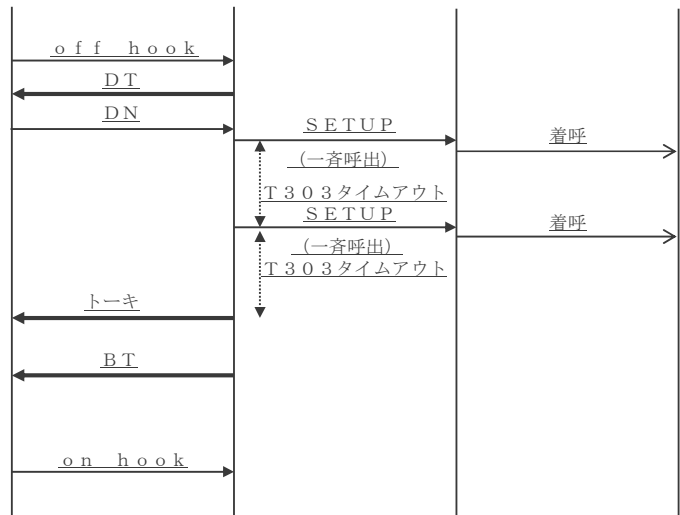 ｏｆｆ　ｈｏｏｋ
ＤＴ
ＤＮ
ＳＥＴＵＰ
着呼
（一斉呼出）
Ｔ３０３タイムアウト
ＳＥＴＵＰ
着呼
（一斉呼出）
Ｔ３０３タイムアウト
トーキ
ＢＴ
ｏｎ　ｈｏｏｋ